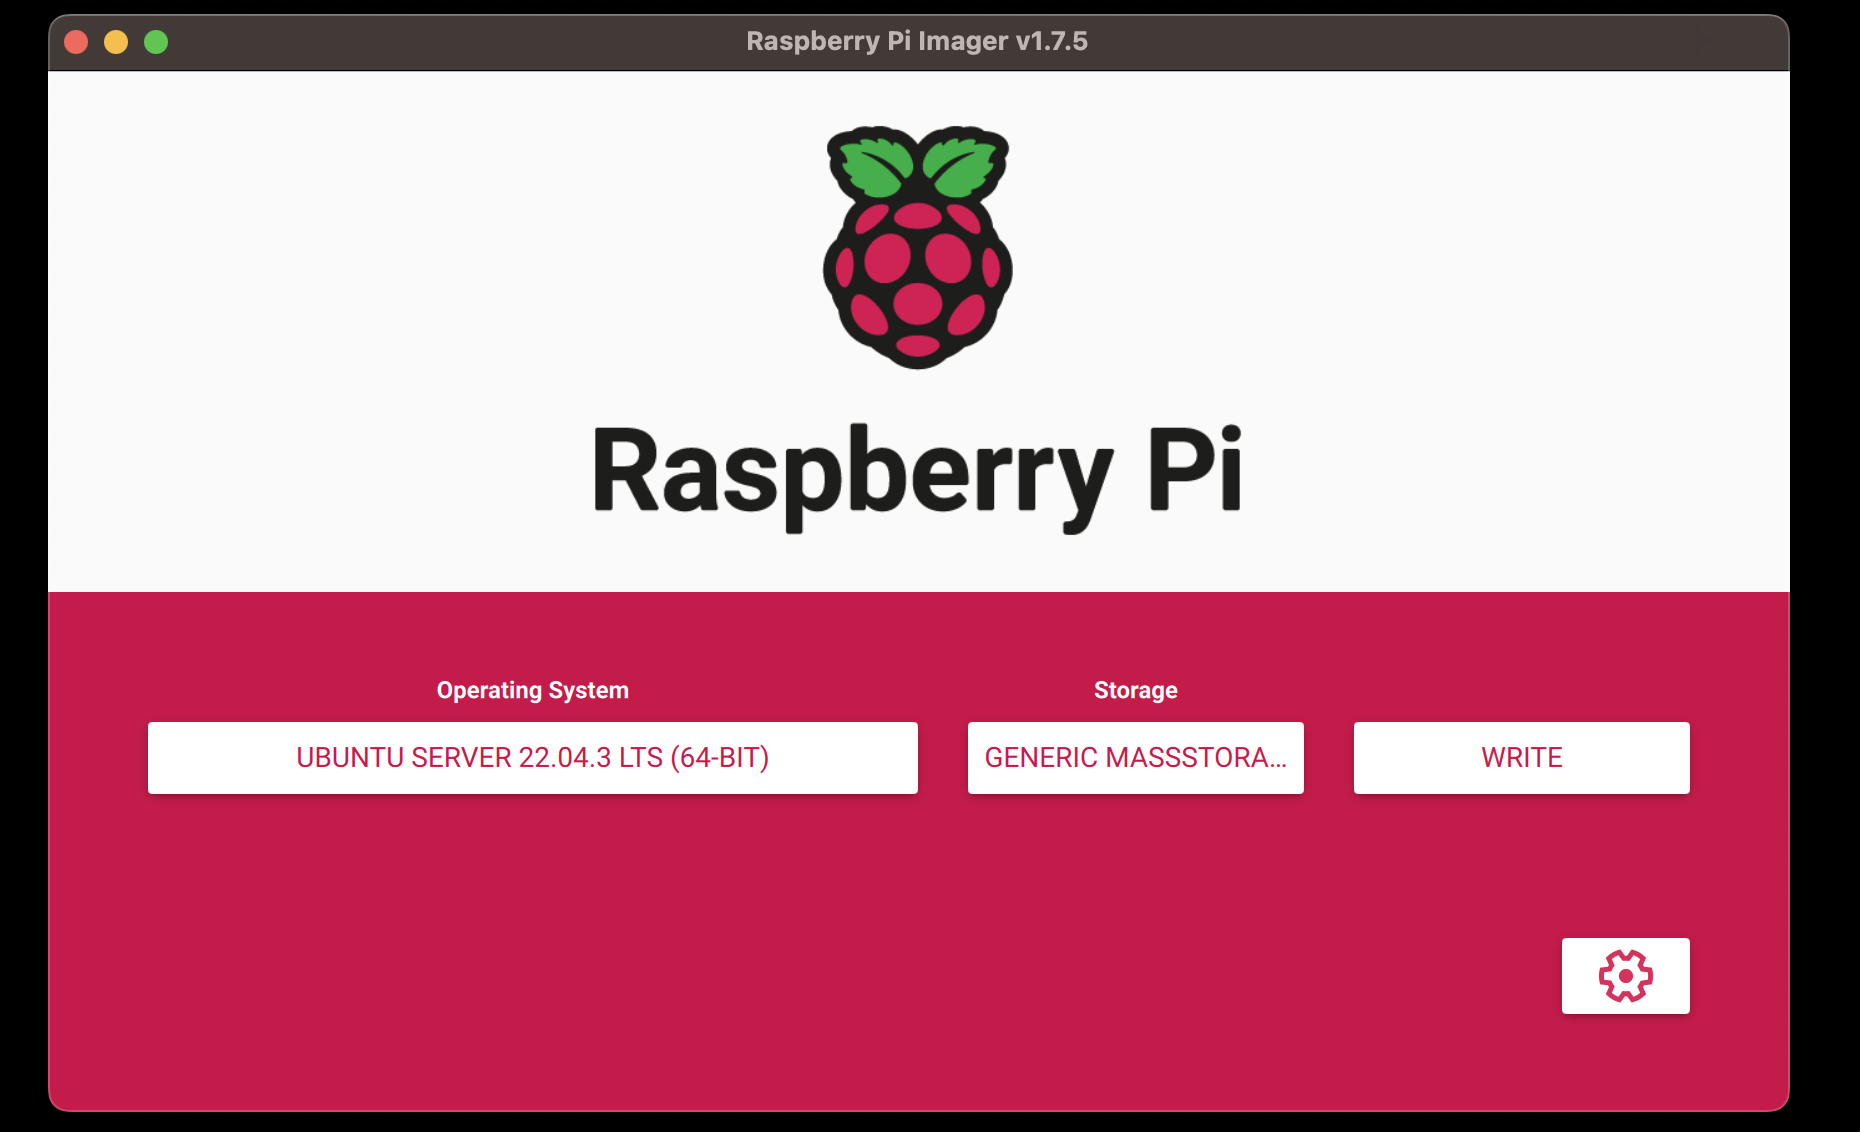 Raspberry Pi Imager v1.7.5
Raspberry Pi
Operating System
Storage
UBUNTU SERVER 22.04.3 LTS (64-BIT)
GENERIC MASSSTORA...
WRITE